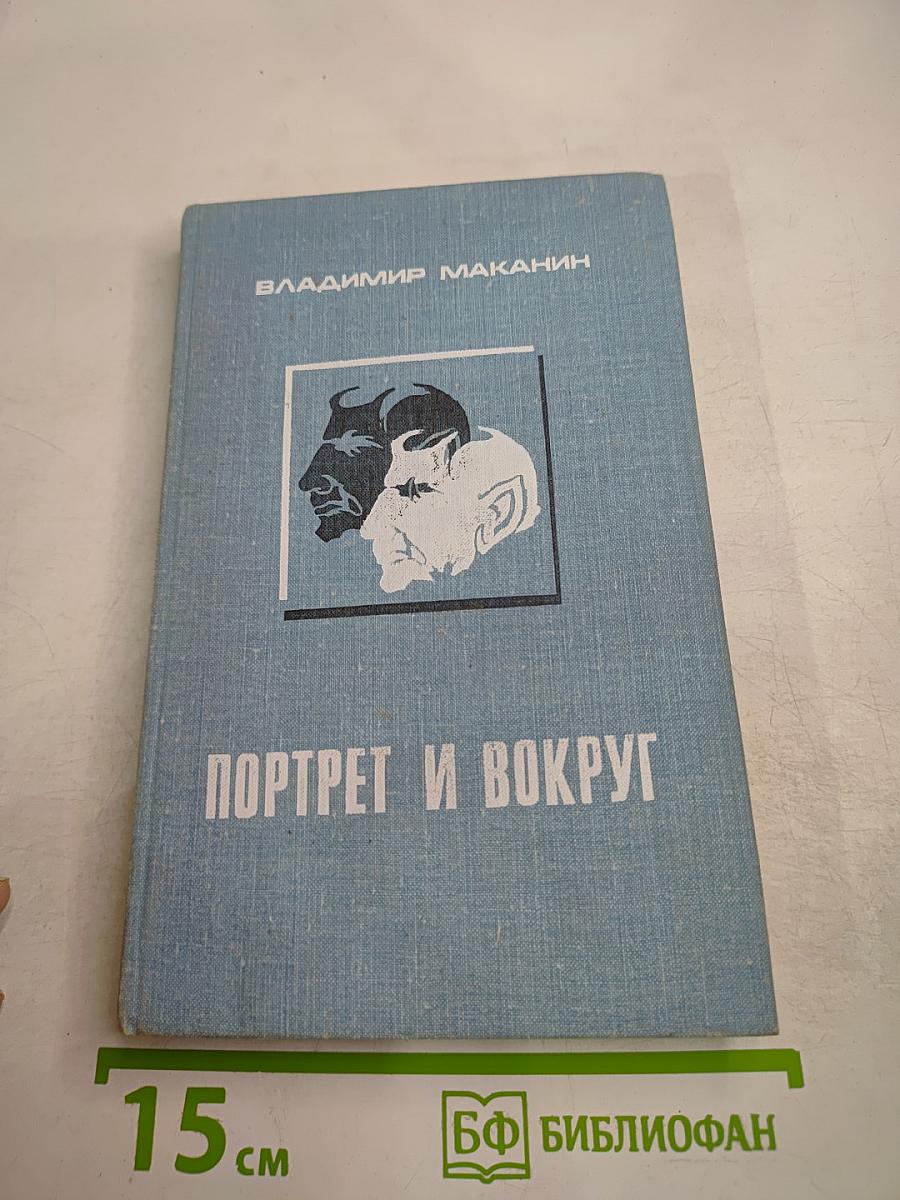 ВЛАДИМИР МАКАНИН
ПОРТРЕТ И ВОКРУГ
15 см
БФ БИБЛИОФАН